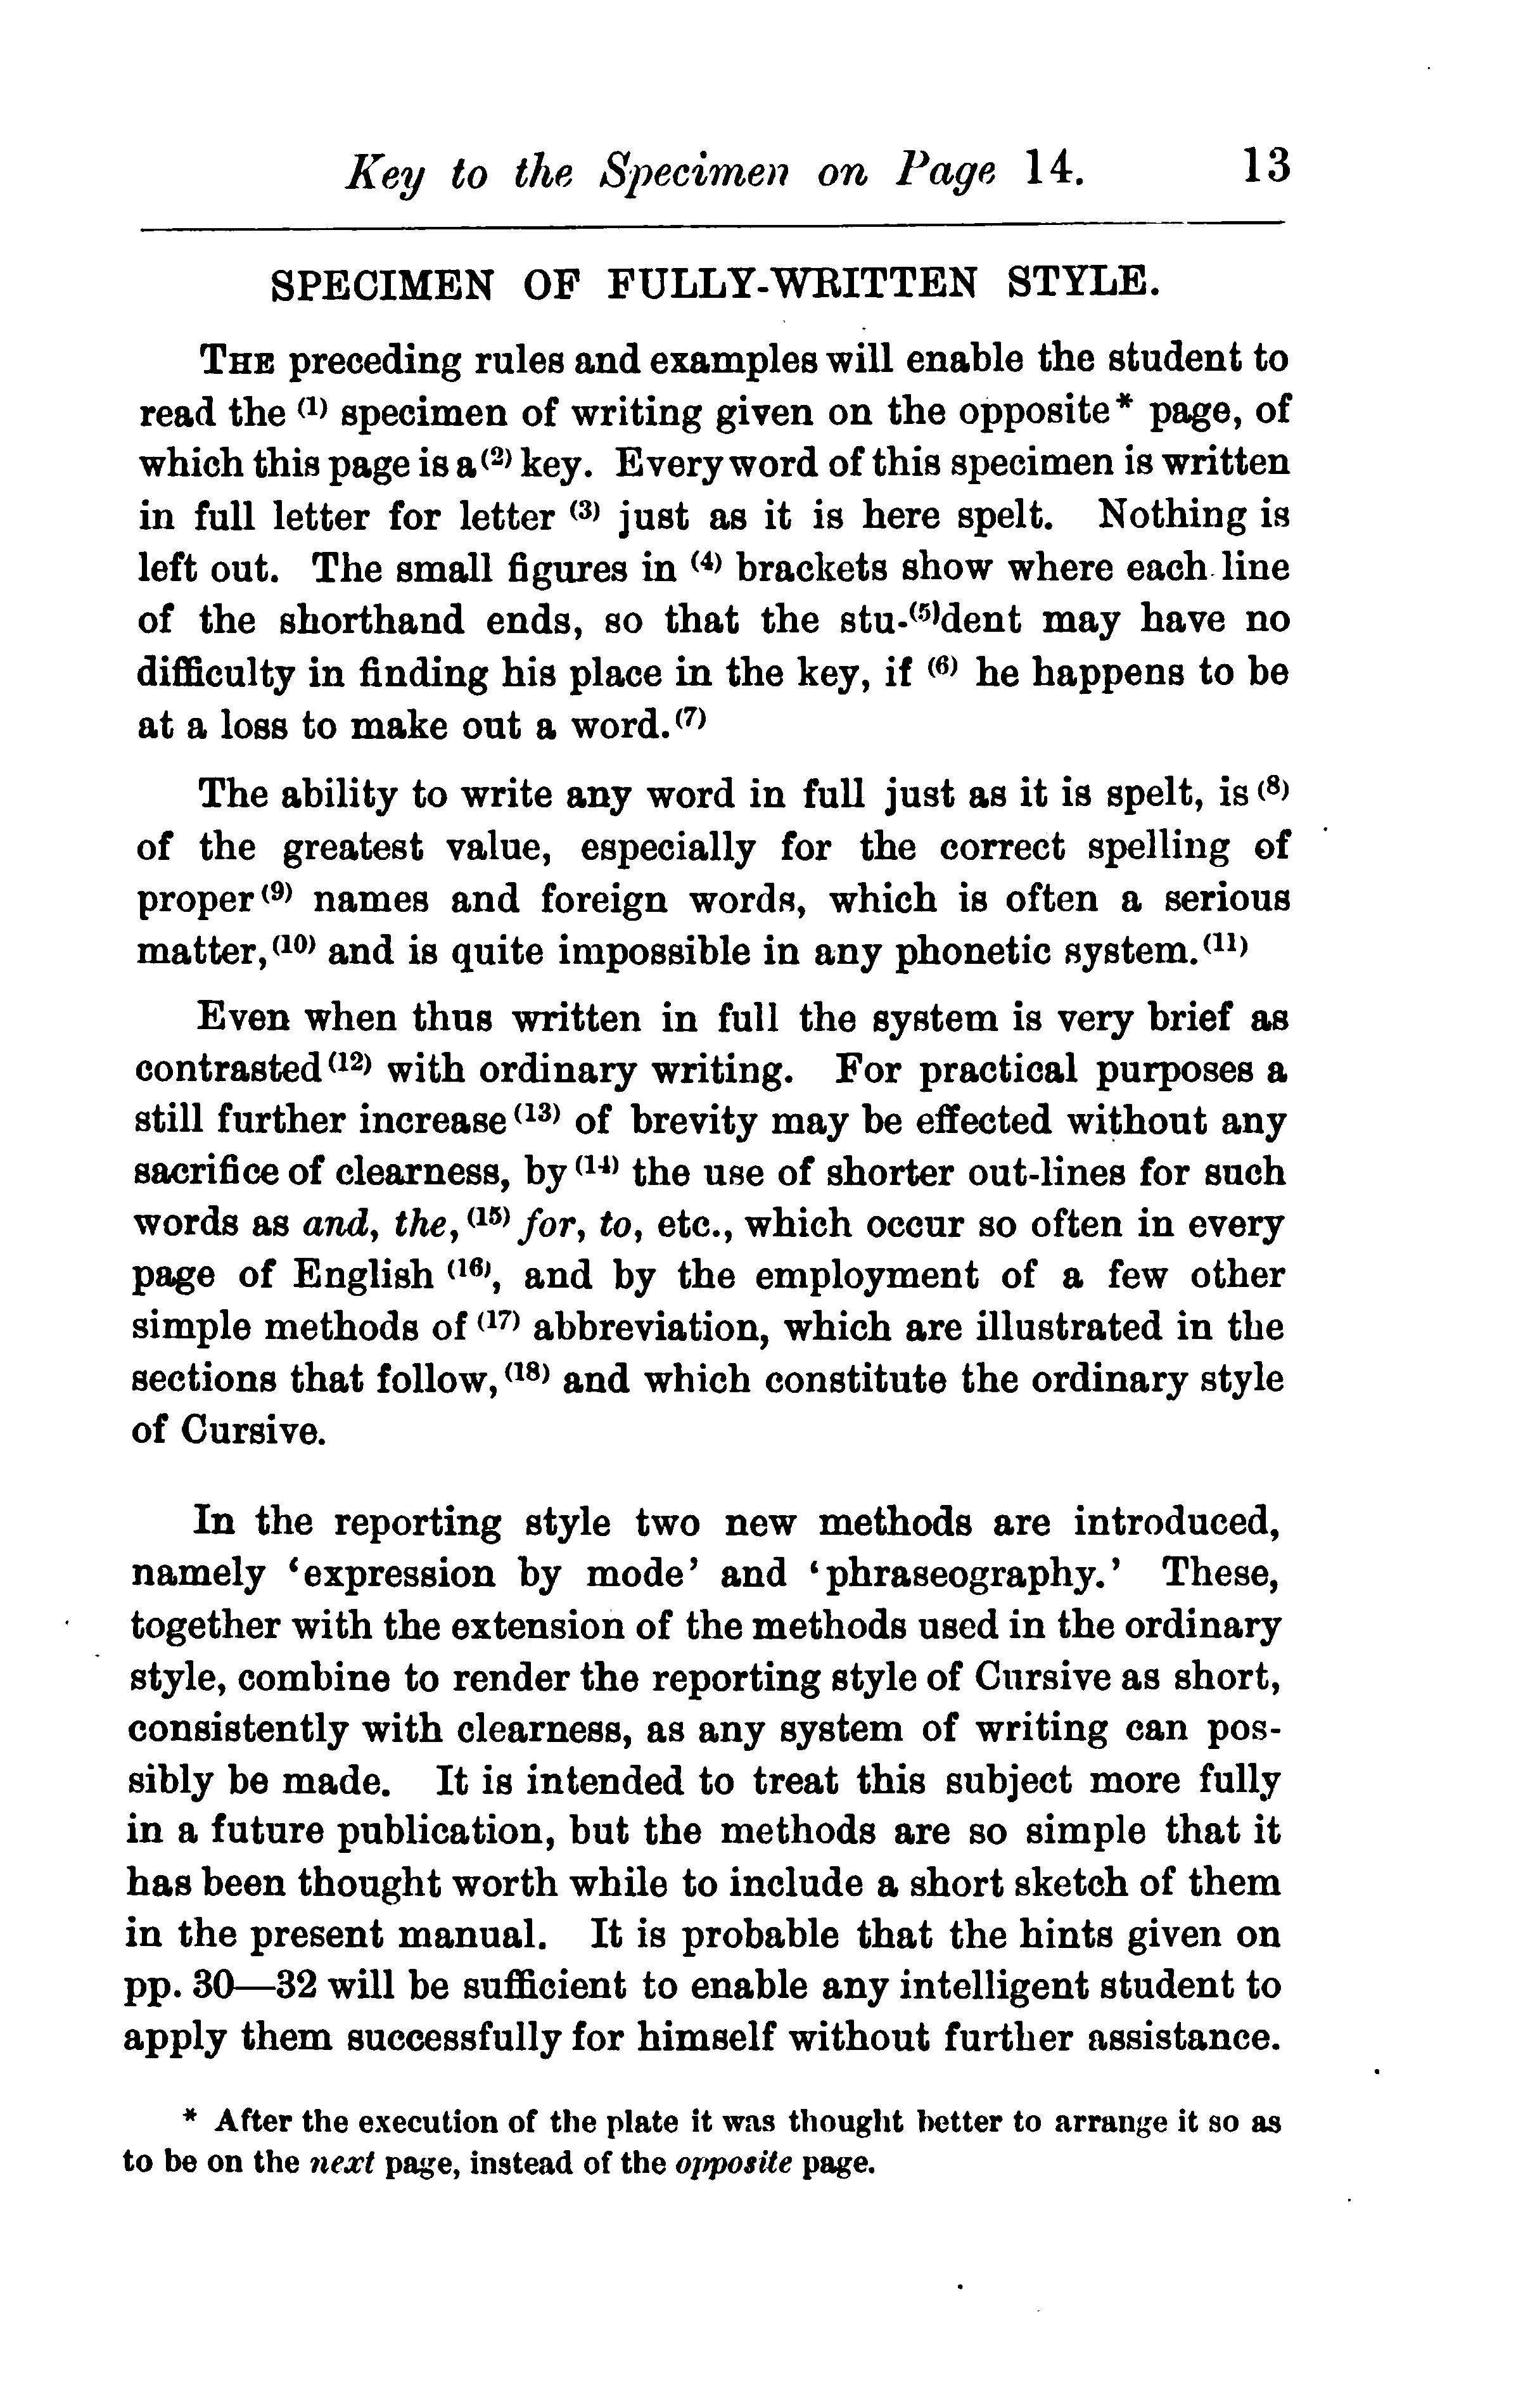 Key to the Specimen on Page 14. 13
SPECIMEN OF FULLY-WRITTEN STYLE.
THE preceding rules and examples will enable the student to
read the (1) specimen of writing given on the opposite* page, of
which this page is a (2) key. Every word of this specimen is written
in full letter for letter (3) just as it is here spelt. Nothing is
left out. The small figures in (4) brackets show where each line
of the shorthand ends, so that the stu-(5)dent may have no
difficulty in finding his place in the key, if (6) he happens to be
at a loss to make out a word.(7)
The ability to write any word in full just as it is spelt, is (8)
of the greatest value, especially for the correct spelling of
proper (9) names and foreign words, which is often a serious
matter,(10) and is quite impossible in any phonetic system.(11)
Even when thus written in full the system is very brief as
contrasted (12) with ordinary writing. For practical purposes a
still further increase (13) of brevity may be effected without any
sacrifice of clearness, by (14) the use of shorter out-lines for such
words as and, the, (15) for, to, etc., which occur so often in every
page of English (16), and by the employment of a few other
simple methods of (17) abbreviation, which are illustrated in the
sections that follow, (18) and which constitute the ordinary style
of Cursive.
In the reporting style two new methods are introduced,
namely ‘expression by mode’ and ‘phraseography.’ These,
together with the extension of the methods used in the ordinary
style, combine to render the reporting style of Cursive as short,
consistently with clearness, as any system of writing can pos-
sibly be made. It is intended to treat this subject more fully
in a future publication, but the methods are so simple that it
has been thought worth while to include a short sketch of them
in the present manual. It is probable that the hints given on
pp. 30—32 will be sufficient to enable any intelligent student to
apply them successfully for himself without further assistance.
* After the execution of the plate it was thought better to arrange it so as
to be on the next page, instead of the opposite page.